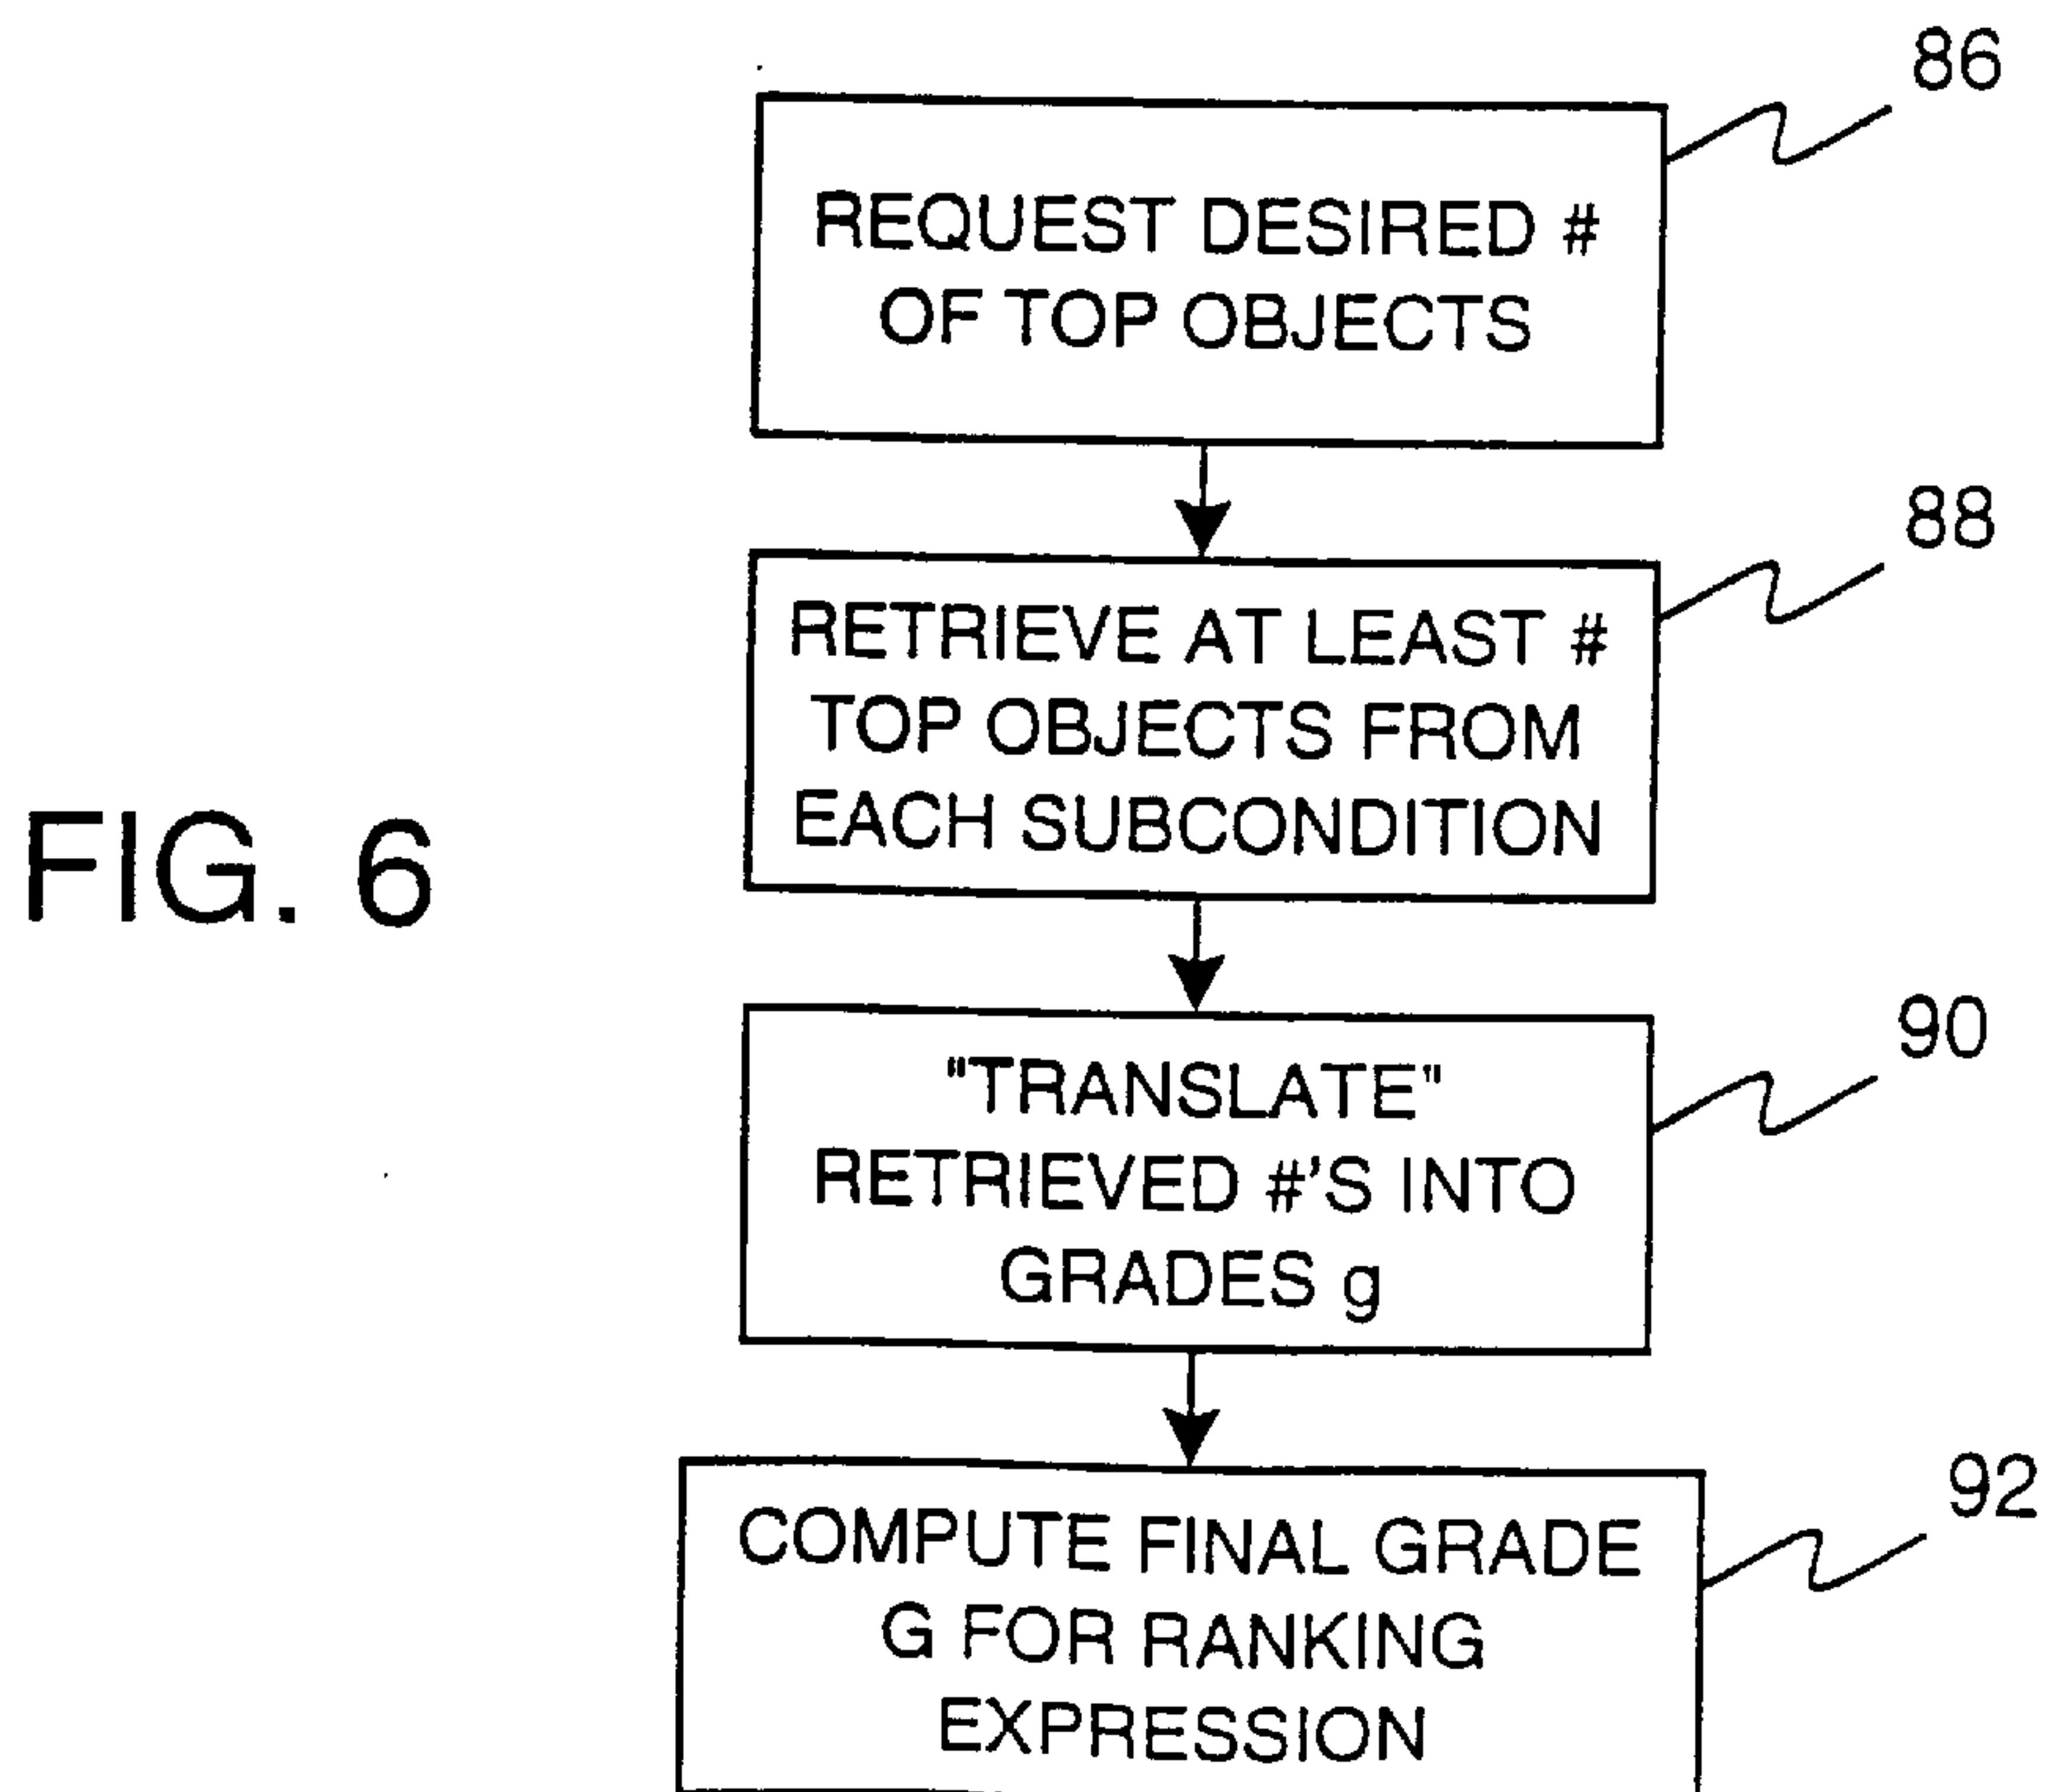 86
REQUEST DESIRED #
OF TOP OBJECTS
88
RETRIEVE AT LEAST #
TOP OBJECTS FROM
EACH SUBCONDITION
FIG. 6
90
"TRANSLATE"
RETRIEVED #'S INTO
GRADES g
92
COMPUTE FINAL GRADE
G FOR RANKING
EXPRESSION